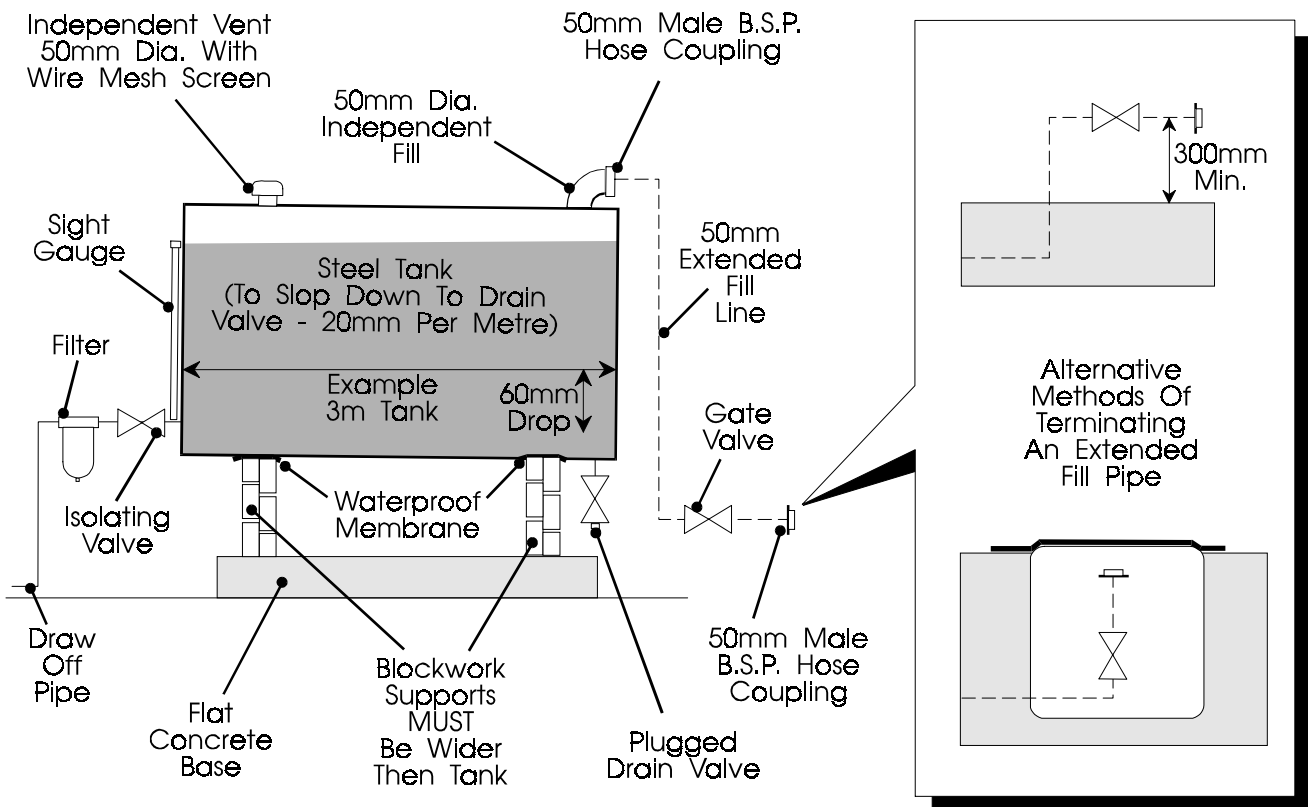 Independent Vent
50mm Dia. With
Wire Mesh Screen
50mm Male B.S.P.
Hose Coupling
50mm Dia.
Independent
Fill
300mm
Min.
Sight
Gauge
50mm
Extended
Fill
Line
Steel Tank
(To Slop Down To Drain
Valve - 20mm Per Metre)
Filter
Example
3m Tank
60mm
Drop
Gate
Valve
Alternative
Methods Of
Terminating
An Extended
Fill Pipe
Isolating
Valve
Waterproof
Membrane
Draw
Off
Pipe
Flat
Concrete
Base
Blockwork
Supports
MUST
Be Wider
Then Tank
Plugged
Drain Valve
50mm Male
B.S.P. Hose
Coupling